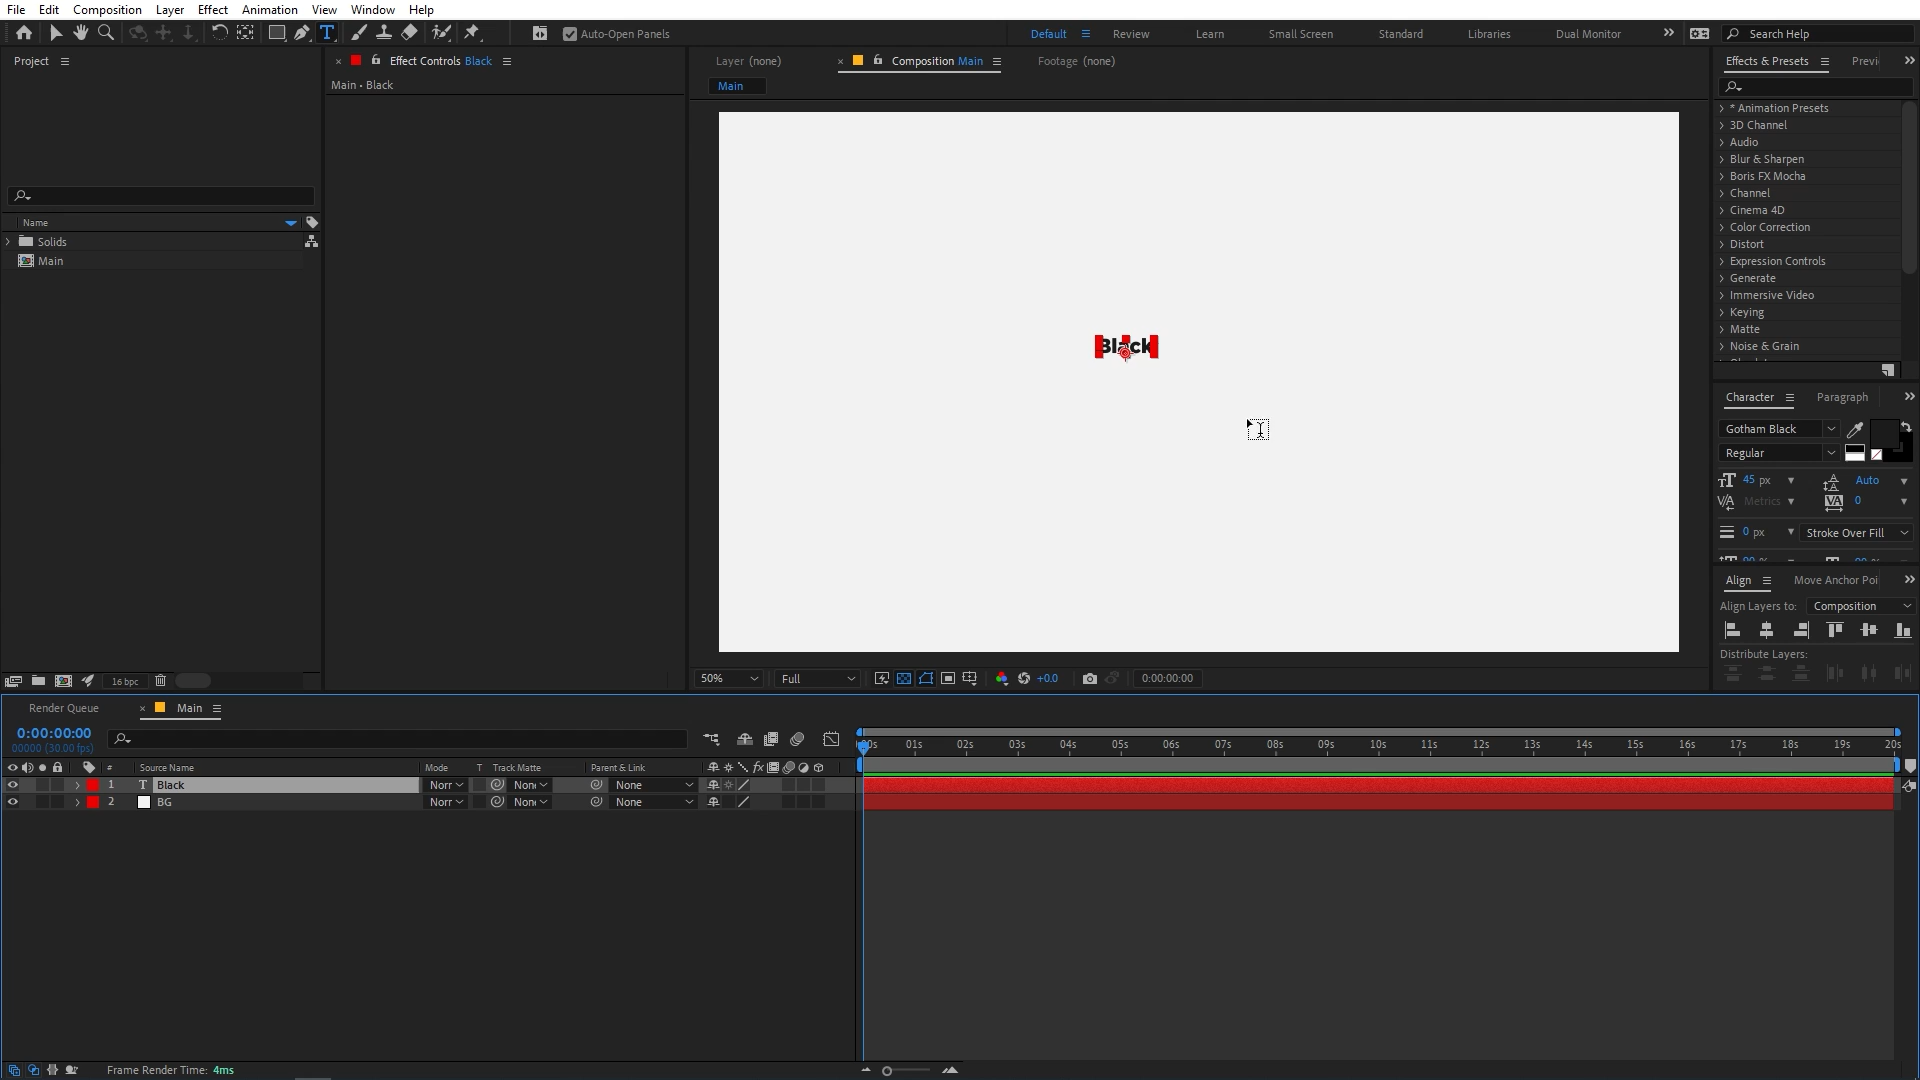 File Edit Composition Layer Effect Animation View Window Help
Auto-Open Panels Default Review Learn Small Screen Standard Libraries Dual Monitor Search Help
Project Effect Controls Black Layer (none) Composition Main Footage (none) Effects & Presets
Main • Black Main
* Animation Presets
3D Channel
Audio
Blur & Sharpen
Boris FX Mocha
Channel
Cinema 4D
Color Correction
Distort
Expression Controls
Generate
Immersive Video
Keying
Matte
Noise & Grain
Name
Solids
Main
Black
Character Paragraph
Gotham Black
Regular
45 px Auto
Metrics 0
0 px Stroke Over Fill
Align Move Anchor Poi
Align Layers to: Composition
Distribute Layers:
16 bpc 50% Full +0.0 0:00:00:00
Render Queue Main
0:00:00:00
00000 (30.00 fps)
01s 02s 03s 04s 05s 06s 07s 08s 09s 10s 11s 12s 13s 14s 15s 16s 17s 18s 19s 20s
# Source Name Mode T Track Matte Parent & Link fx
1 T Black Norr None
2 BG Norr None
Frame Render Time: 4ms